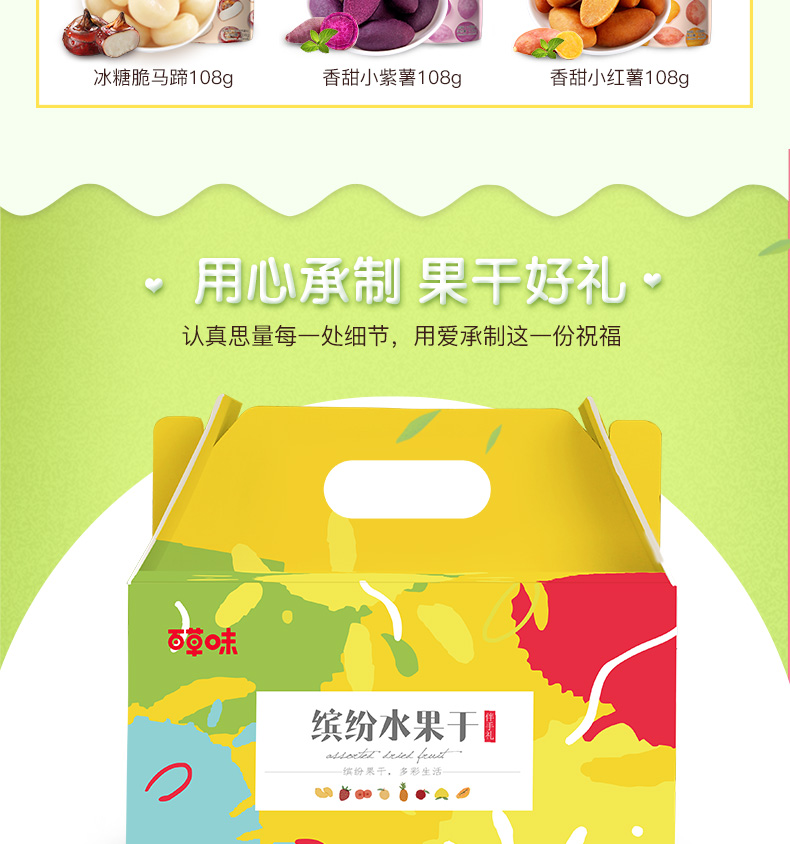 冰糖脆马蹄108g 香甜小紫薯108g 香甜小红薯108g
用心承制 果干好礼
认真思量每一处细节，用爱承制这一份祝福
百草味
缤纷水果干 伴手礼
assorted dried fruit
缤纷果干，多彩生活